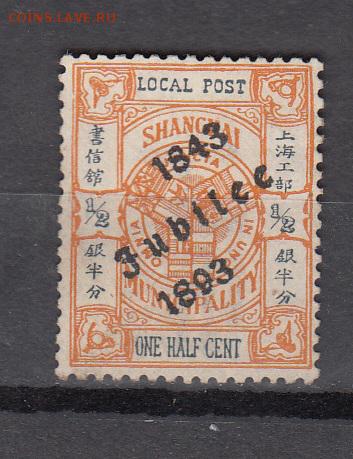 COINS.LAVE.RU
LOCAL POST
SHANGHAI
1843
Jubilee
1893
MUNICIPALITY
書信館
上海工部
1/2
1/2
銀半分
銀半分
ONE HALF CENT